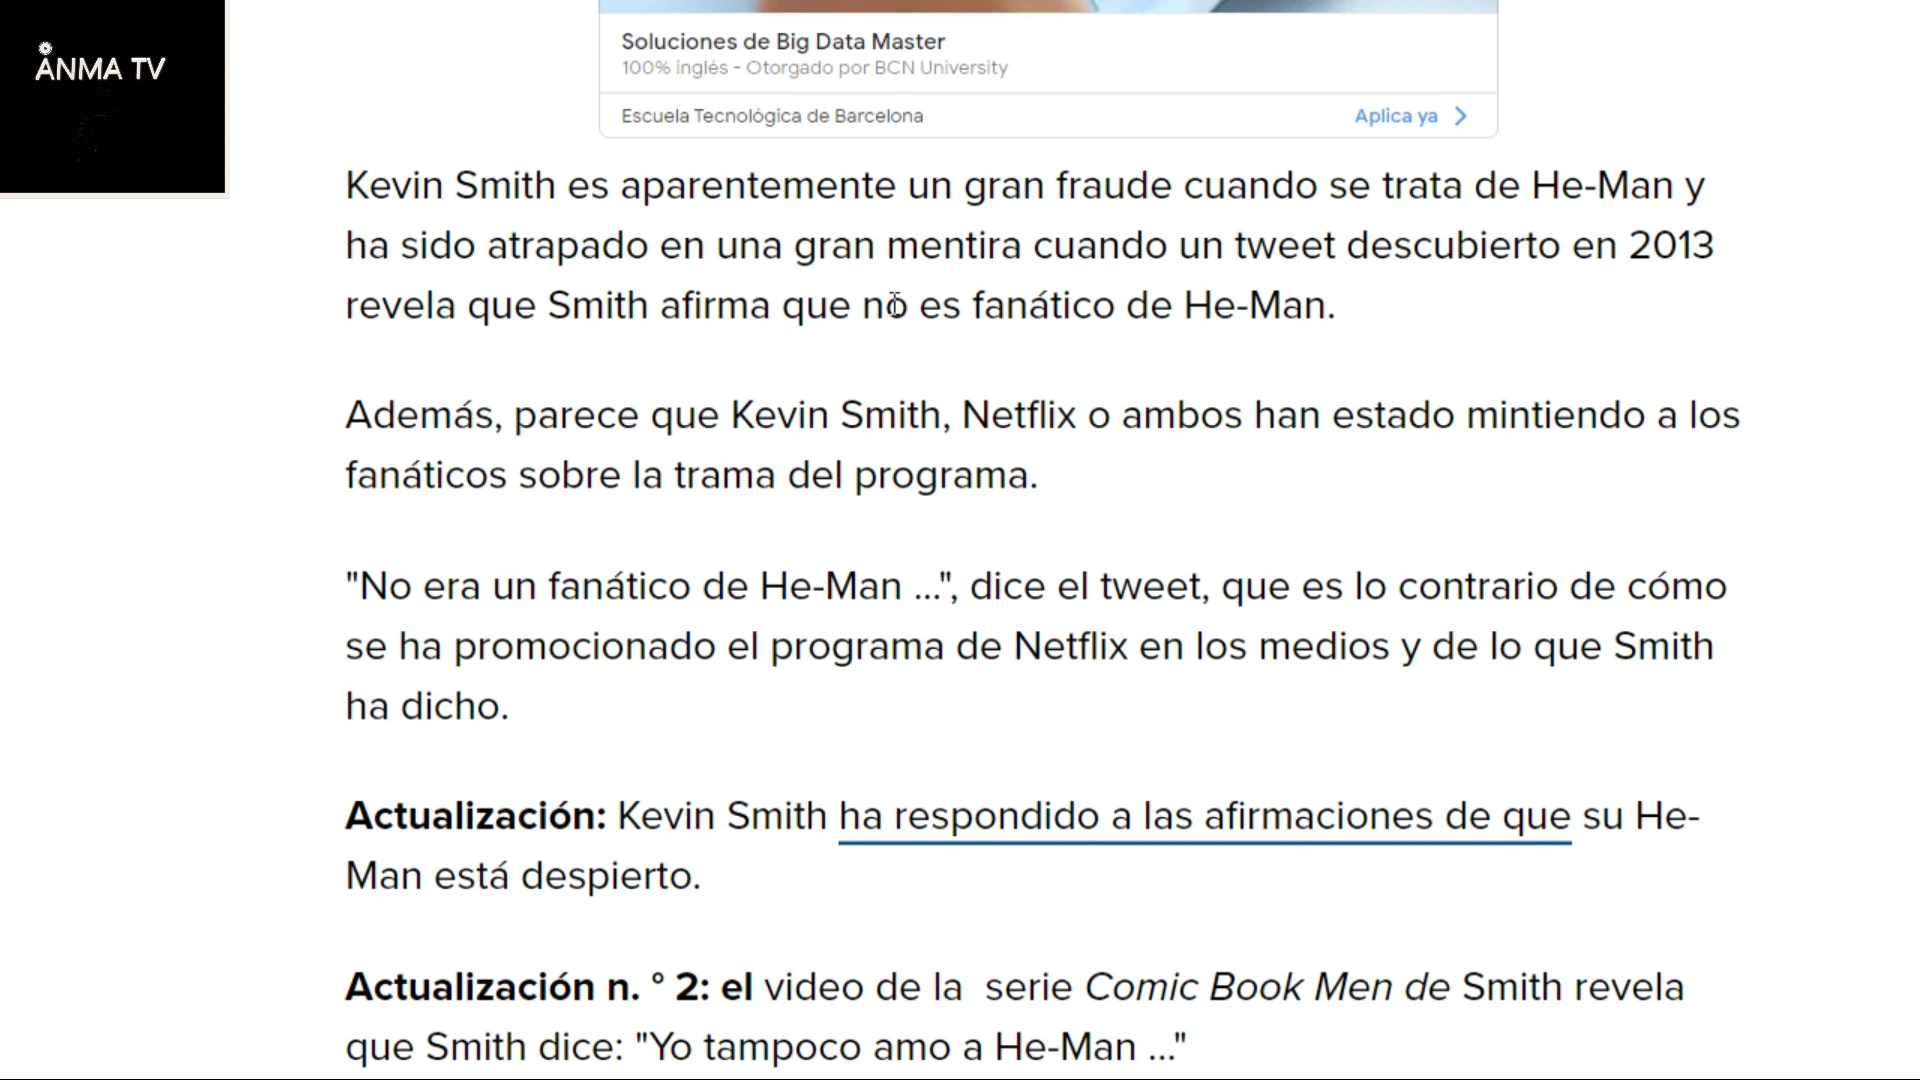 ANMA TV
Soluciones de Big Data Master
100% inglés - Otorgado por BCN University
Escuela Tecnológica de Barcelona
Aplica ya
Kevin Smith es aparentemente un gran fraude cuando se trata de He-Man y
ha sido atrapado en una gran mentira cuando un tweet descubierto en 2013
revela que Smith afirma que no es fanático de He-Man.
Además, parece que Kevin Smith, Netflix o ambos han estado mintiendo a los
fanáticos sobre la trama del programa.
"No era un fanático de He-Man ...", dice el tweet, que es lo contrario de cómo
se ha promocionado el programa de Netflix en los medios y de lo que Smith
ha dicho.
Actualización: Kevin Smith ha respondido a las afirmaciones de que su He-
Man está despierto.
Actualización n. ° 2: el video de la  serie Comic Book Men de Smith revela
que Smith dice: "Yo tampoco amo a He-Man ..."